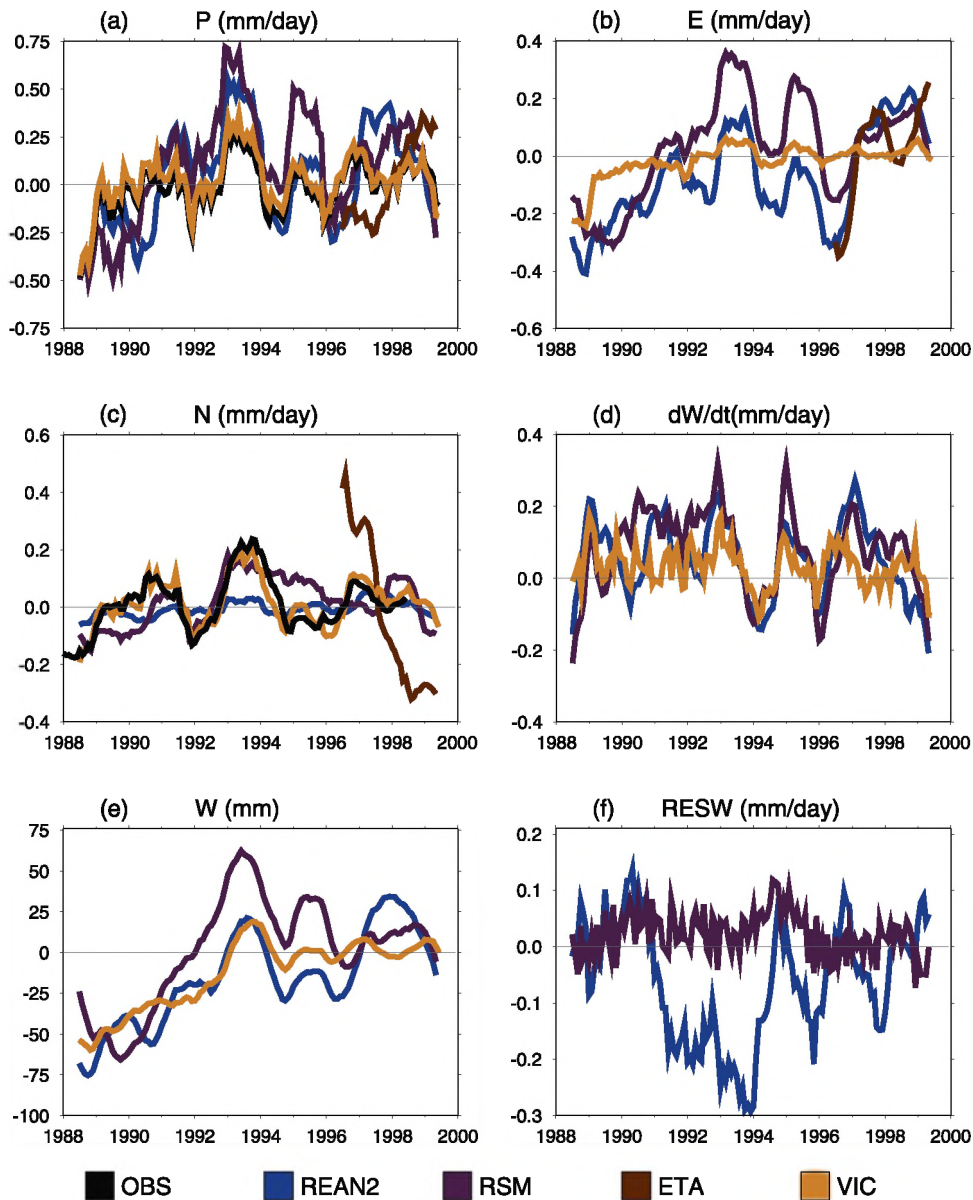 (a) P (mm/day)
0.75
0.50
0.25
0.00
-0.25
-0.50
-0.75
1988 1990 1992 1994 1996 1998 2000
(b) E (mm/day)
0.4
0.2
0.0
-0.2
-0.4
-0.6
1988 1990 1992 1994 1996 1998 2000
(c) N (mm/day)
0.6
0.4
0.2
0.0
-0.2
-0.4
1988 1990 1992 1994 1996 1998 2000
(d) dW/dt(mm/day)
0.4
0.2
0.0
-0.2
-0.4
1988 1990 1992 1994 1996 1998 2000
(e) W (mm)
75
50
25
0
-25
-50
-75
-100
1988 1990 1992 1994 1996 1998 2000
(f) RESW (mm/day)
0.2
0.1
0.0
-0.1
-0.2
-0.3
1988 1990 1992 1994 1996 1998 2000
OBS REAN2 RSM ETA VIC